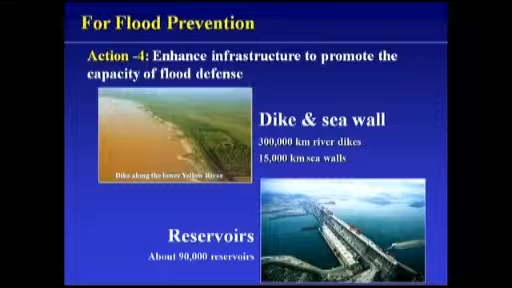 For Flood Prevention
Action -4: Enhance infrastructure to promote the
capacity of flood defense
Dike & sea wall
300,000 km river dikes
15,000 km sea walls
Dike along the lower Yellow River
Reservoirs
About 90,000 reservoirs